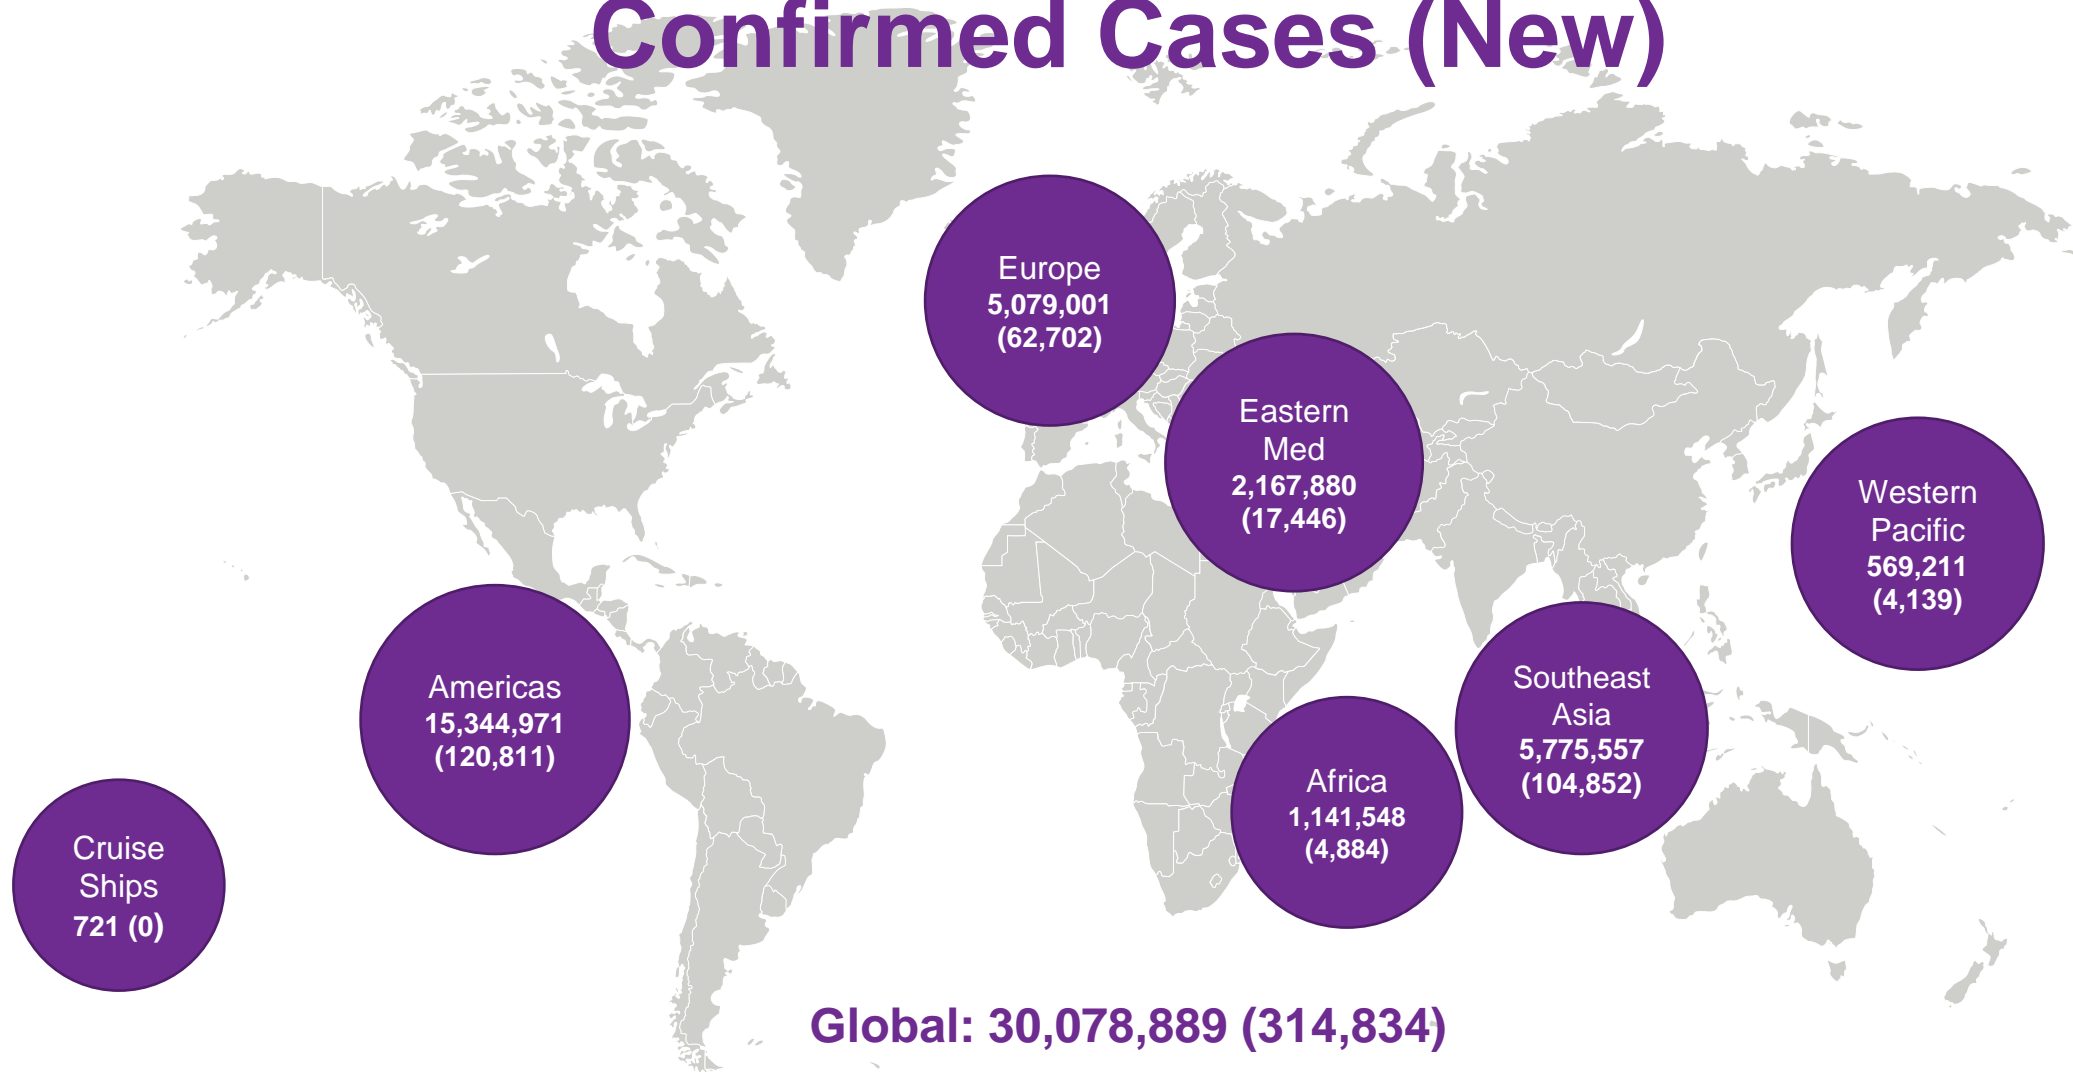 Confirmed Cases (New)
Europe
5,079,001
(62,702)
Eastern
Med
2,167,880
(17,446)
Western
Pacific
569,211
(4,139)
Americas
15,344,971
(120,811)
Southeast
Asia
5,775,557
(104,852)
Africa
1,141,548
(4,884)
Cruise
Ships
721 (0)
Global: 30,078,889 (314,834)